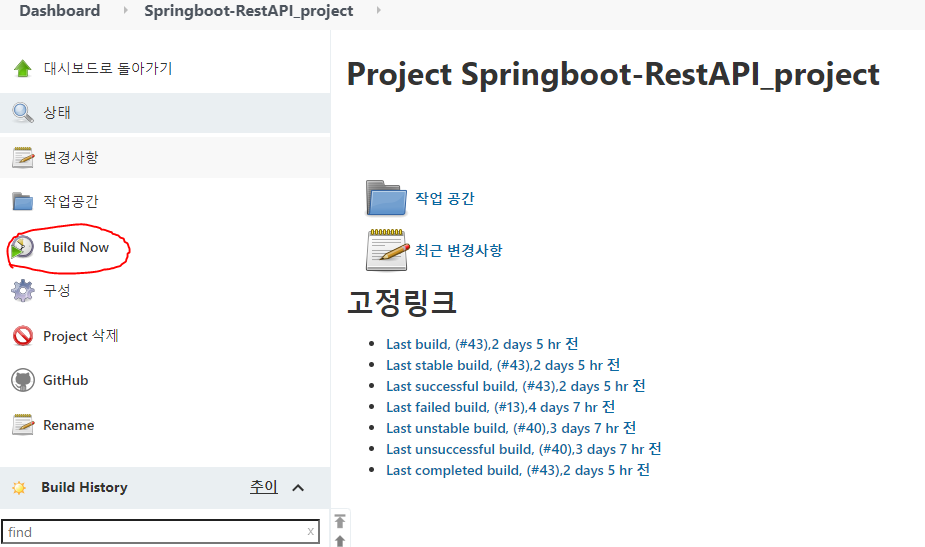 Dashboard Springboot-RestAPI_project
대시보드로 돌아가기
상태
변경사항
작업공간
Build Now
구성
Project 삭제
GitHub
Rename
Build History 추이
find x
Project Springboot-RestAPI_project
작업 공간
최근 변경사항
고정링크
Last build, (#43),2 days 5 hr 전
Last stable build, (#43),2 days 5 hr 전
Last successful build, (#43),2 days 5 hr 전
Last failed build, (#13),4 days 7 hr 전
Last unstable build, (#40),3 days 7 hr 전
Last unsuccessful build, (#40),3 days 7 hr 전
Last completed build, (#43),2 days 5 hr 전